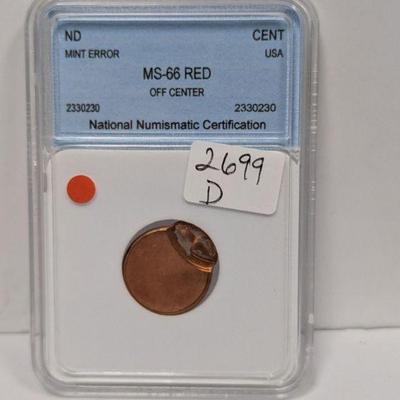 ND CENT
MINT ERROR USA
MS-66 RED
OFF CENTER
2330230 2330230
National Numismatic Certification
2699
D